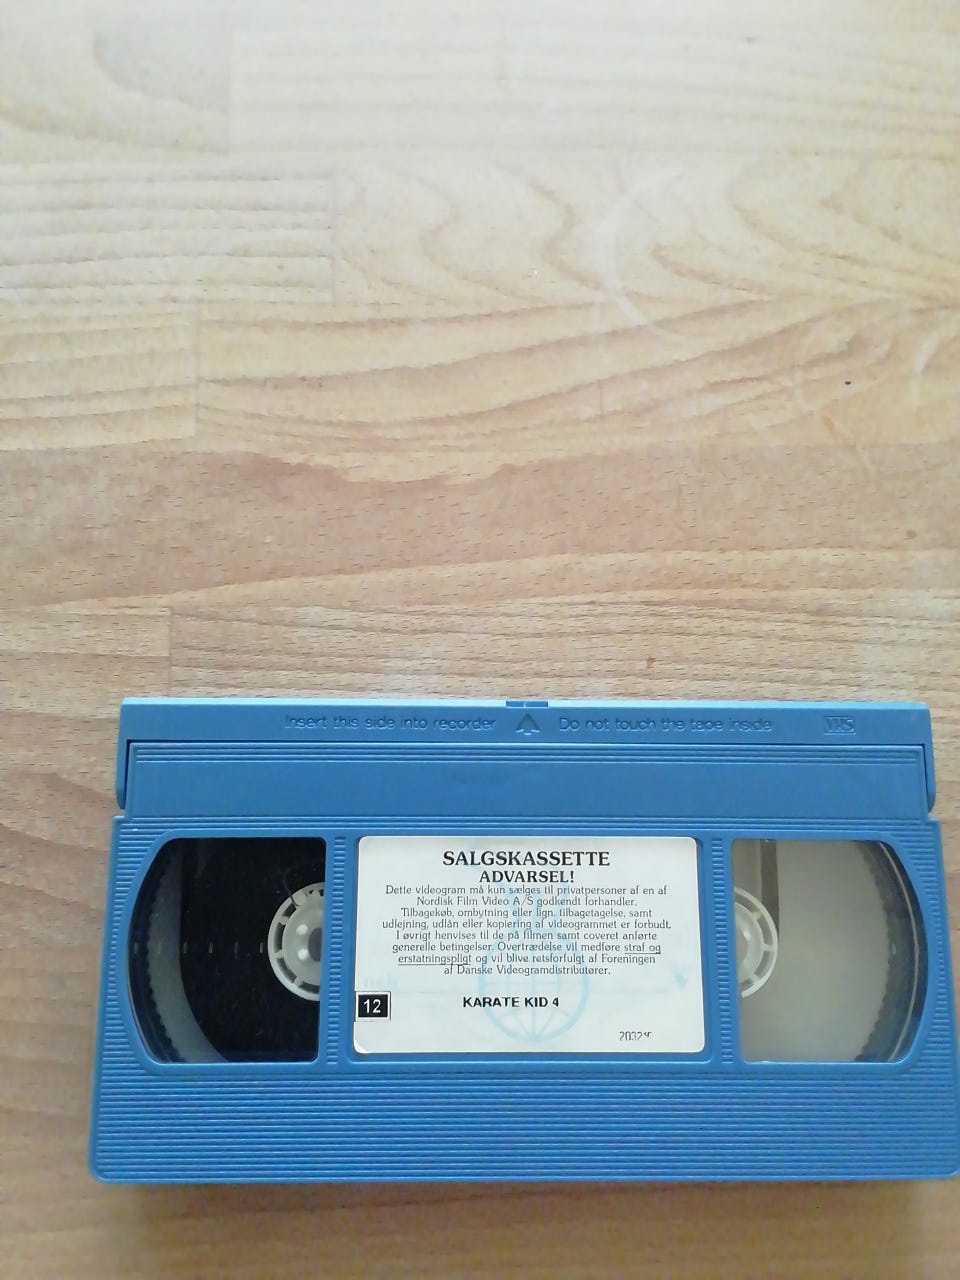 Insert this side into recorder Do not touch the tape inside VHS
SALGSKASSETTE
ADVARSEL!
Dette videogram må kun sælges til privatpersoner af en af
Nordisk Film Video A/S godkendt forhandler.
Tilbagekøb, ombytning eller lign. tilbagetagelse, samt
udlejning, udlån eller kopiering af videogrammet er forbudt.
I øvrigt henvises til de på filmen samt coveret anførte
generelle betingelser. Overtrædelse vil medføre straf og
erstatningspligt og vil blive retsforfulgt af Foreningen
af Danske Videogramdistributører.
12
KARATE KID 4